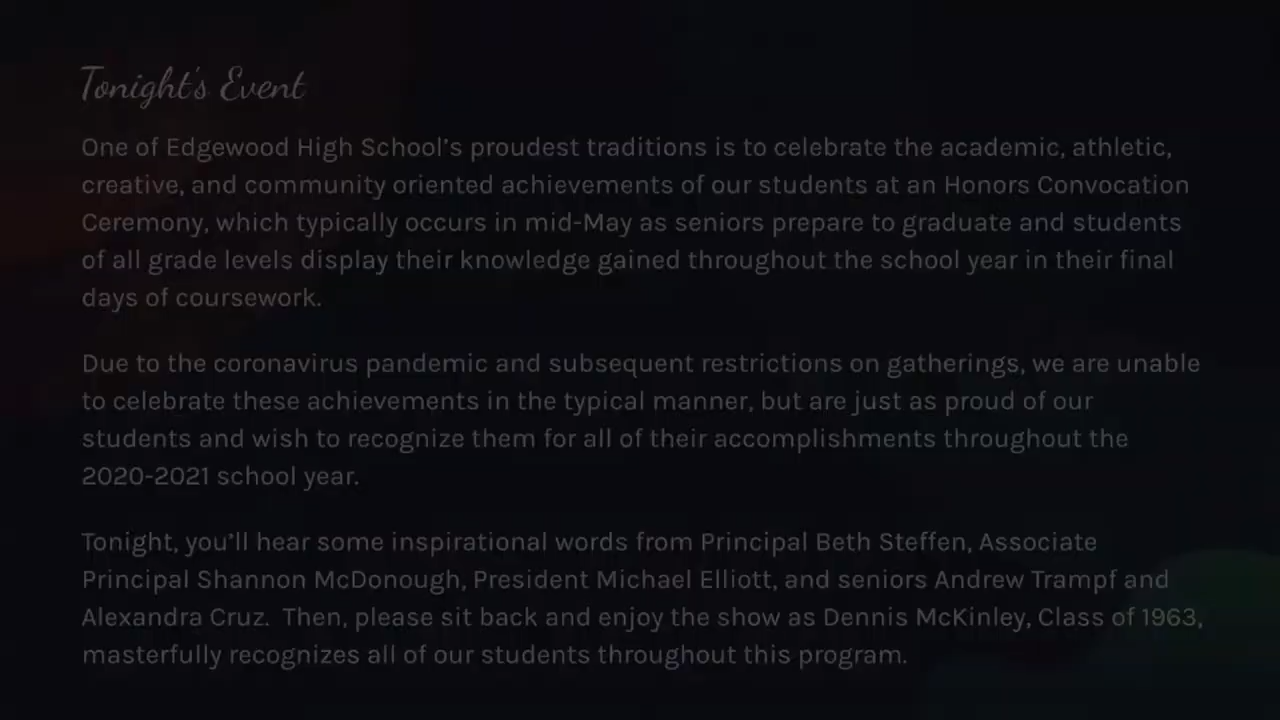 Tonight's Event
One of Edgewood High School's proudest traditions is to celebrate the academic, athletic,
creative, and community oriented achievements of our students at an Honors Convocation
Ceremony, which typically occurs in mid-May as seniors prepare to graduate and students
of all grade levels display their knowledge gained throughout the school year in their final
days of coursework.
Due to the coronavirus pandemic and subsequent restrictions on gatherings, we are unable
to celebrate these achievements in the typical manner, but are just as proud of our
students and wish to recognize them for all of their accomplishments throughout the
2020-2021 school year.
Tonight, you'll hear some inspirational words from Principal Beth Steffen, Associate
Principal Shannon McDonough, President Michael Elliott, and seniors Andrew Trampf and
Alexandra Cruz.  Then, please sit back and enjoy the show as Dennis McKinley, Class of 1963,
masterfully recognizes all of our students throughout this program.